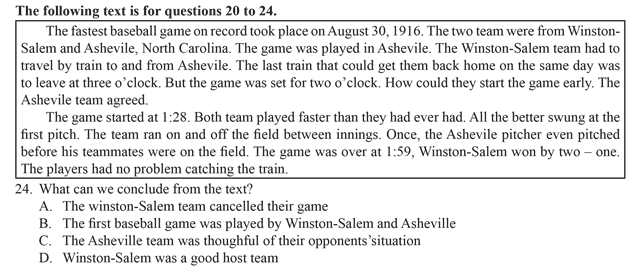 The following text is for questions 20 to 24.
The fastest baseball game on record took place on August 30, 1916. The two team were from Winston-
Salem and Ashevile, North Carolina. The game was played in Ashevile. The Winston-Salem team had to
travel by train to and from Ashevile. The last train that could get them back home on the same day was
to leave at three o'clock. But the game was set for two o'clock. How could they start the game early. The
Ashevile team agreed.
The game started at 1:28. Both team played faster than they had ever had. All the better swung at the
first pitch. The team ran on and off the field between innings. Once, the Ashevile pitcher even pitched
before his teammates were on the field. The game was over at 1:59, Winston-Salem won by two – one.
The players had no problem catching the train.
24. What can we conclude from the text?
A. The winston-Salem team cancelled their game
B. The first baseball game was played by Winston-Salem and Asheville
C. The Asheville team was thoughful of their opponents'situation
D. Winston-Salem was a good host team